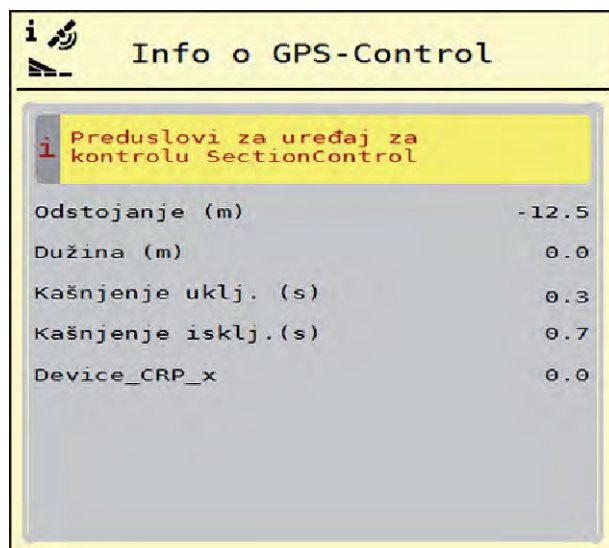 i
Info o GPS-Control
i Preduslovi za uređaj za
kontrolu SectionControl
Odstojanje (m) -12.5
Dužina (m) 0.0
Kašnjenje uklj. (s) 0.3
Kašnjenje isklj.(s) 0.7
Device_CRP_x 0.0